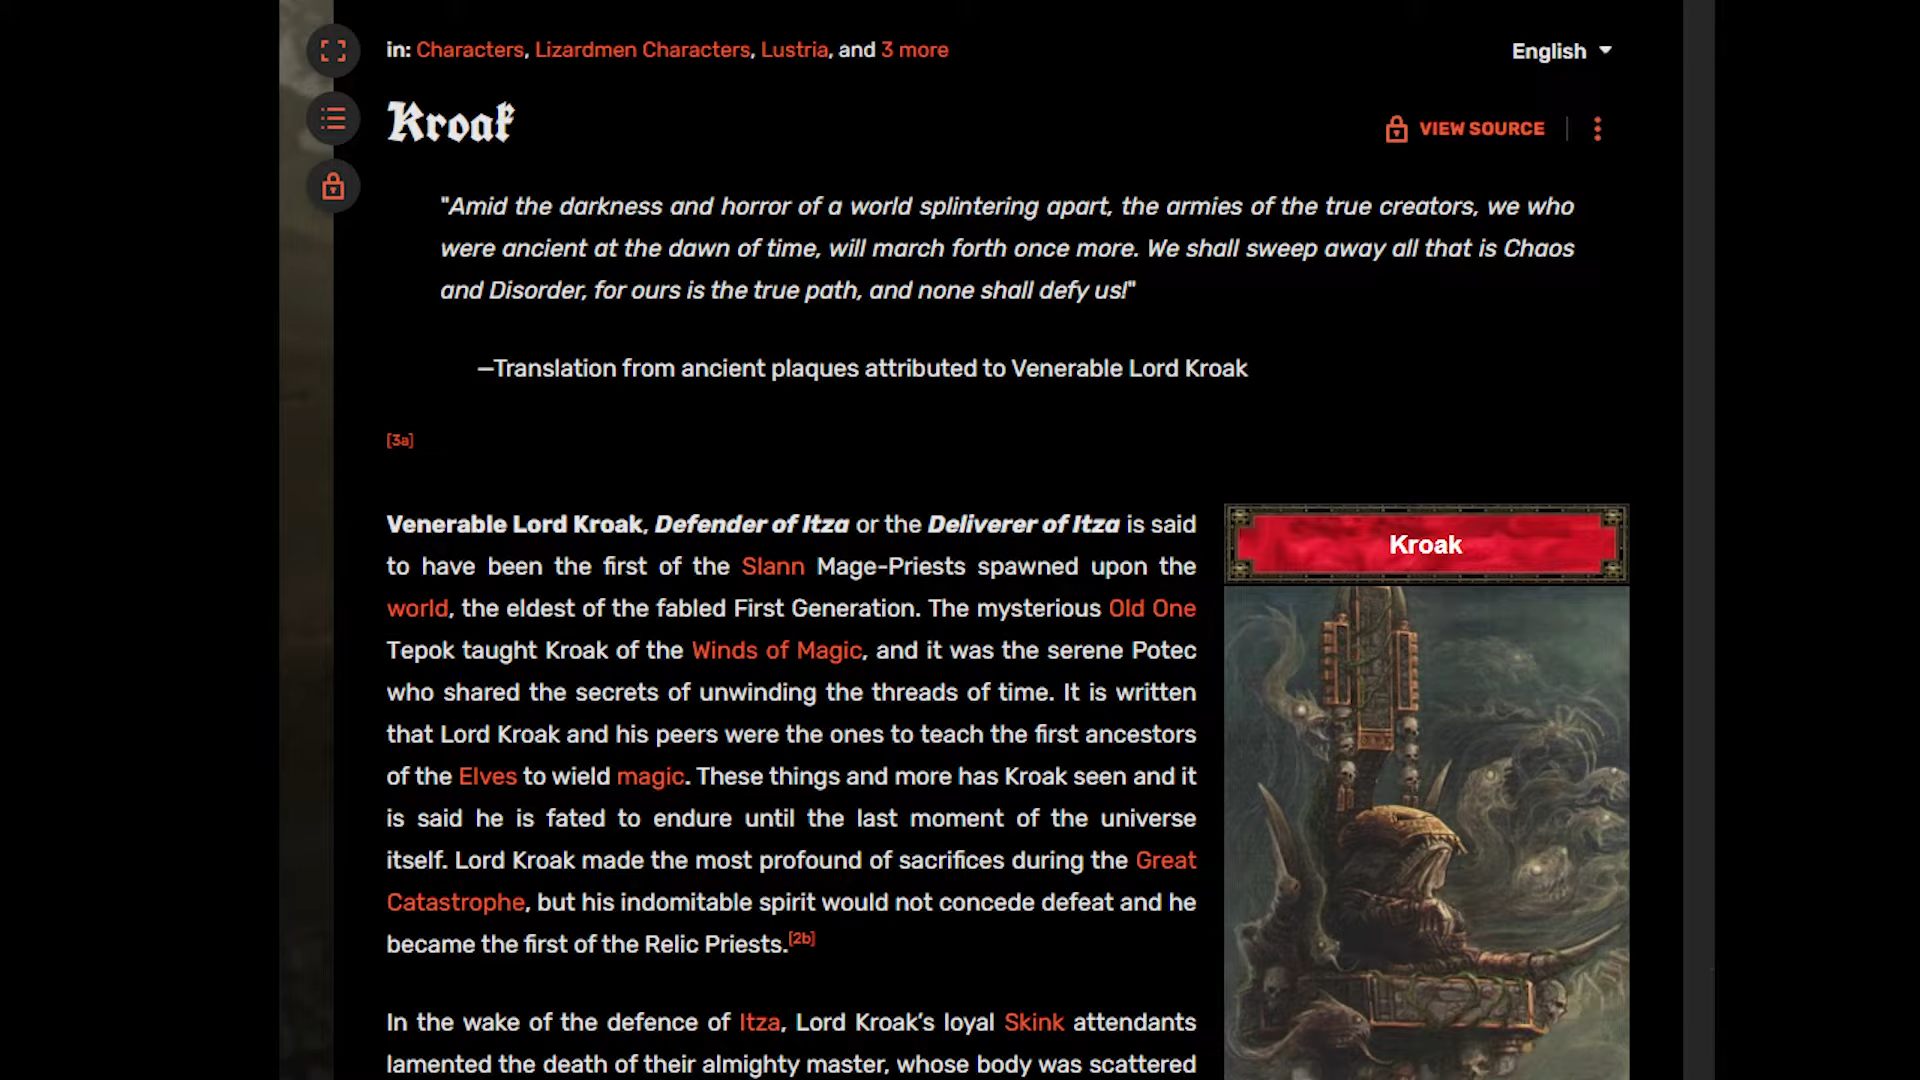 in: Characters, Lizardmen Characters, Lustria, and 3 more
English
Kroak
VIEW SOURCE
"Amid the darkness and horror of a world splintering apart, the armies of the true creators, we who
were ancient at the dawn of time, will march forth once more. We shall sweep away all that is Chaos
and Disorder, for ours is the true path, and none shall defy us!"
—Translation from ancient plaques attributed to Venerable Lord Kroak
[3a]
Venerable Lord Kroak, Defender of Itza or the Deliverer of Itza is said
to have been the first of the Slann Mage-Priests spawned upon the
world, the eldest of the fabled First Generation. The mysterious Old One
Tepok taught Kroak of the Winds of Magic, and it was the serene Potec
who shared the secrets of unwinding the threads of time. It is written
that Lord Kroak and his peers were the ones to teach the first ancestors
of the Elves to wield magic. These things and more has Kroak seen and it
is said he is fated to endure until the last moment of the universe
itself. Lord Kroak made the most profound of sacrifices during the Great
Catastrophe, but his indomitable spirit would not concede defeat and he
became the first of the Relic Priests.[2b]
In the wake of the defence of Itza, Lord Kroak's loyal Skink attendants
lamented the death of their almighty master, whose body was scattered
Kroak